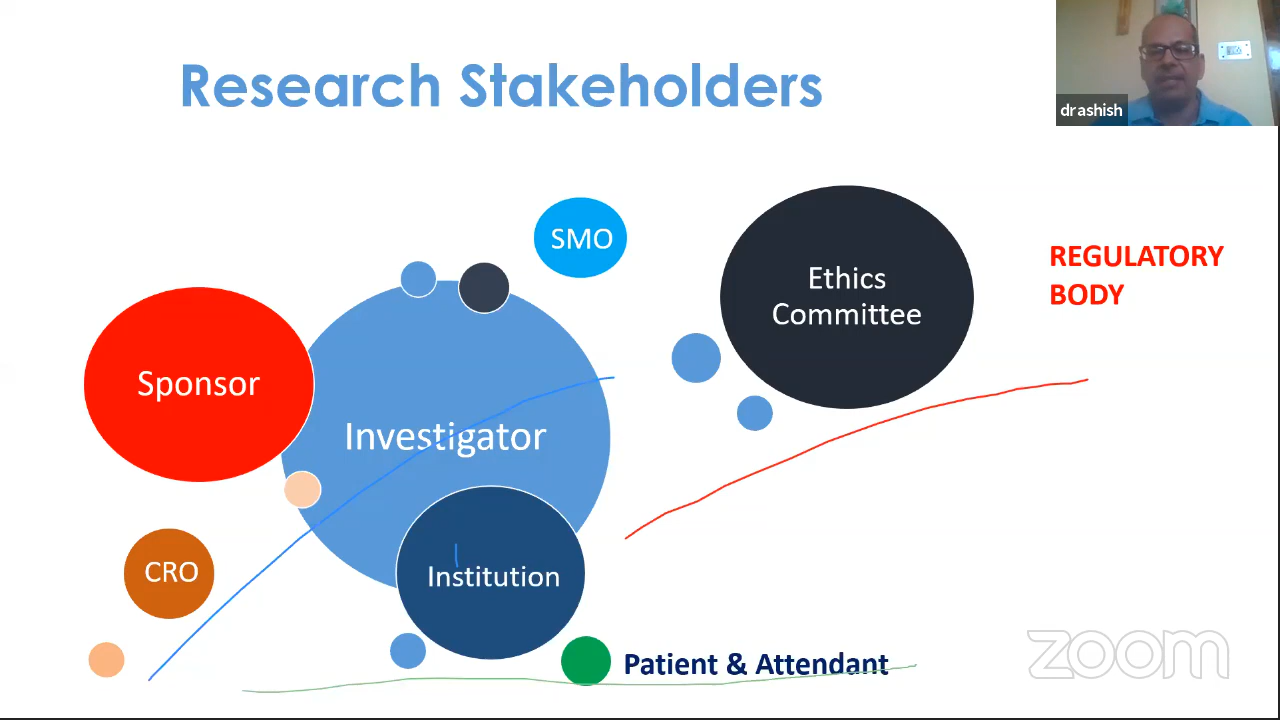 Research Stakeholders
drashish
SMO
Ethics
Committee
REGULATORY
BODY
Sponsor
Investigator
CRO
Institution
Patient & Attendant
zoom